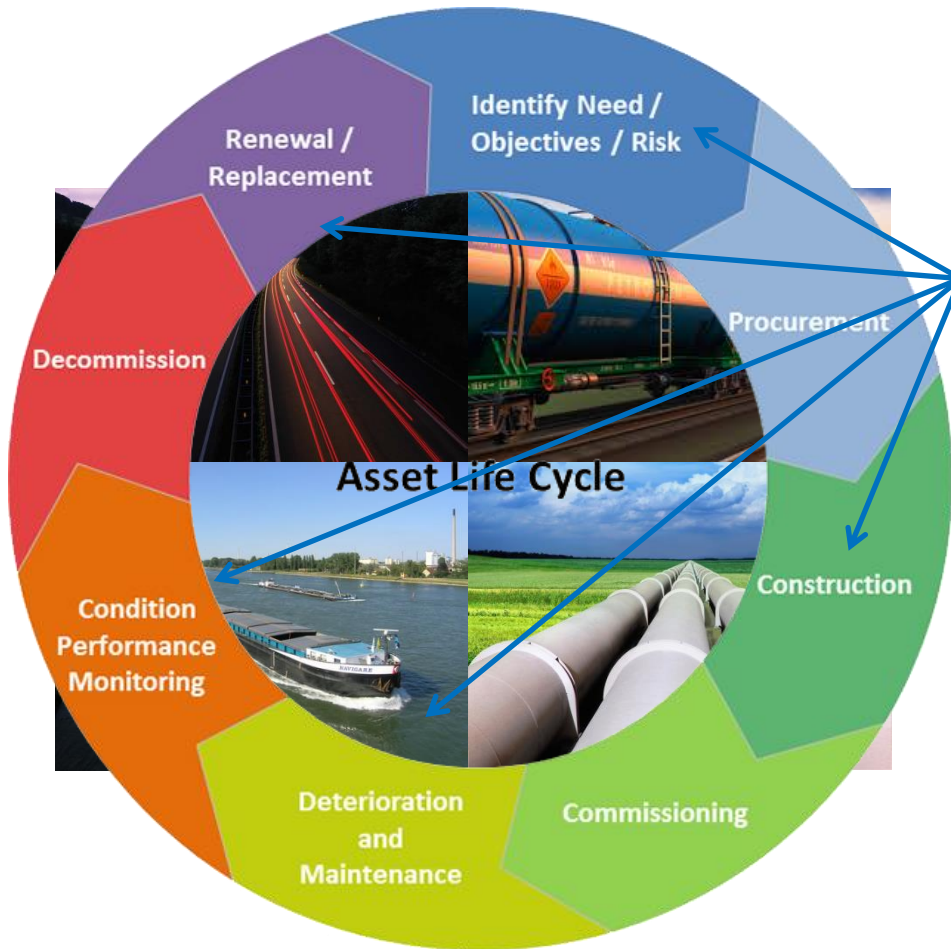 Identify Need /
Objectives / Risk
Renewal /
Replacement
Procurement
Decommission
Asset Life Cycle
Construction
Condition
Performance
Monitoring
Deterioration
and
Maintenance
Commissioning